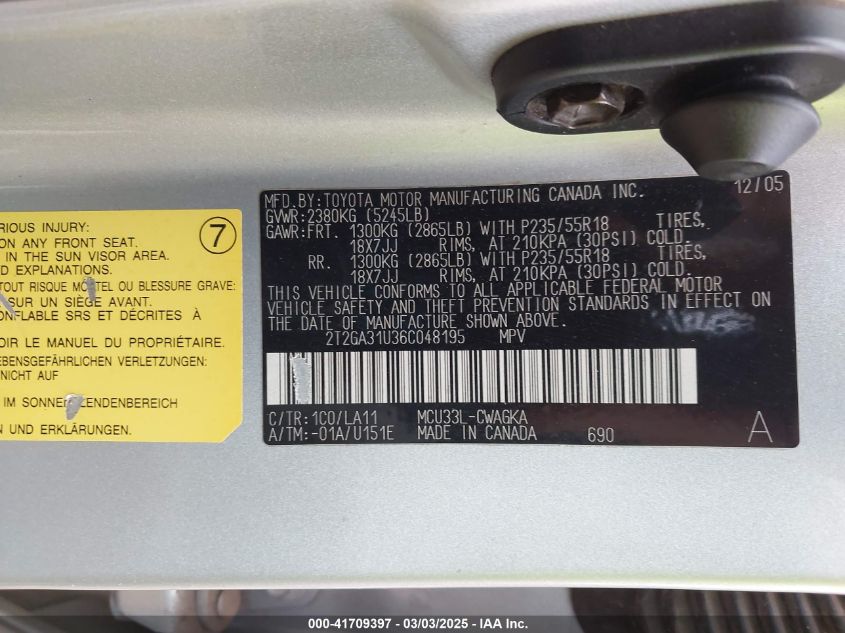 RIOUS INJURY:
ON ANY FRONT SEAT.
IN THE SUN VISOR AREA.
D EXPLANATIONS.
7
TOUT RISQUE MORTEL OU BLESSURE GRAVE:
SUR UN SIÈGE AVANT.
ONFLABLE SRS ET DÉCRITES À
OIR LE MANUEL DU PROPRIÉTAIRE.
EBENSGEFÄHRLICHEN VERLETZUNGEN:
NICHT AUF
IM SONNENBLENDENBEREICH
N UND ERKLÄRUNGEN.
MFD.BY:TOYOTA MOTOR MANUFACTURING CANADA INC. 12/05
GVWR:2380KG (5245LB)
GAWR:FRT. 1300KG (2865LB) WITH P235/55R18 TIRES,
18X7JJ RIMS, AT 210KPA (30PSI) COLD.
RR. 1300KG (2865LB) WITH P235/55R18 TIRES,
18X7JJ RIMS, AT 210KPA (30PSI) COLD.
THIS VEHICLE CONFORMS TO ALL APPLICABLE FEDERAL MOTOR
VEHICLE SAFETY AND THEFT PREVENTION STANDARDS IN EFFECT ON
THE DATE OF MANUFACTURE SHOWN ABOVE.
2T2GA31U36C048195 MPV
C/TR:1C0/LA11 MCU33L-CWAGKA
A/TM:-01A/U151E MADE IN CANADA 690 A
000-41709397 - 03/03/2025 - CWA Inc.